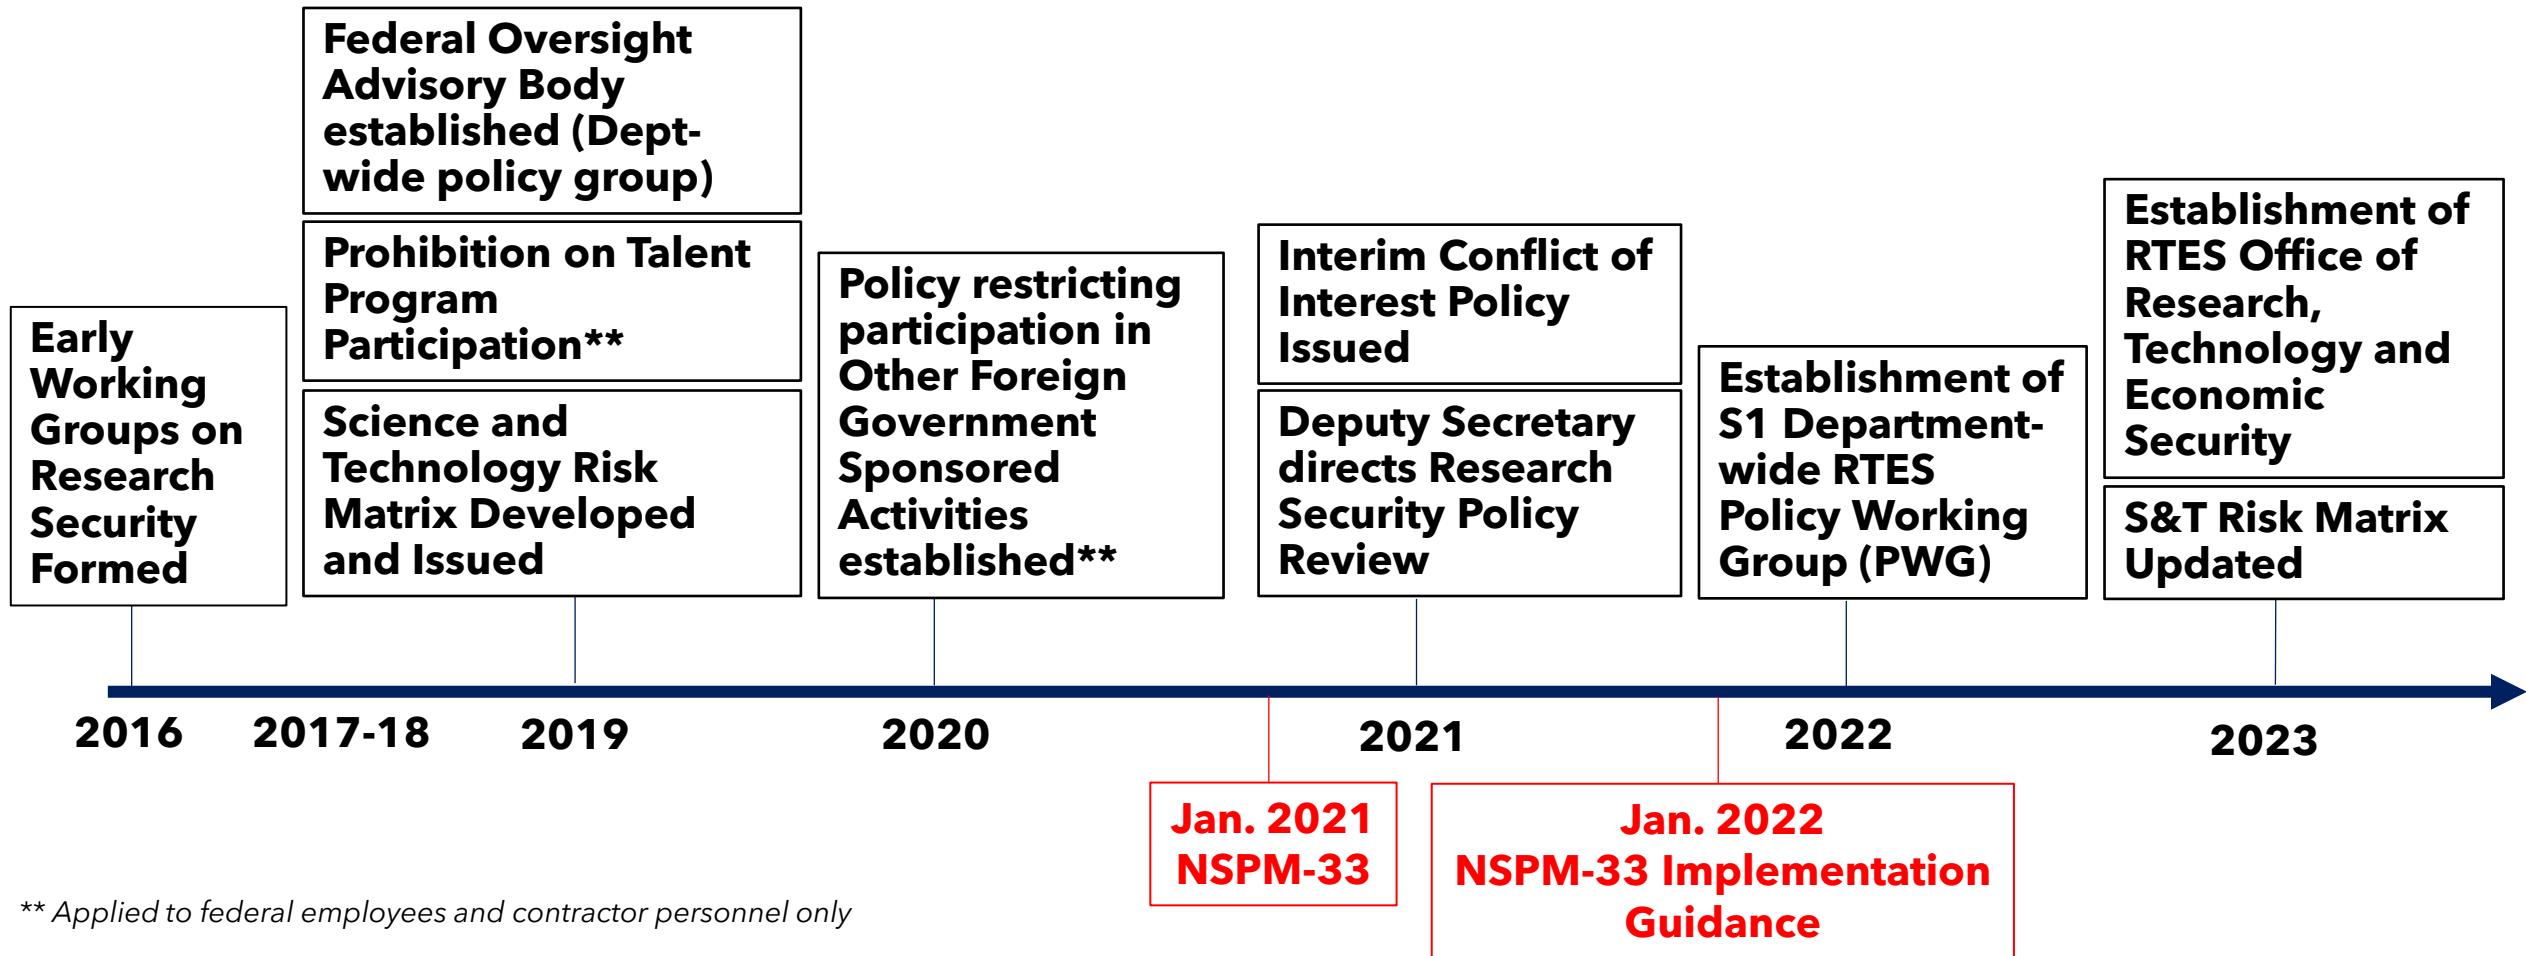 Early
Working
Groups on
Research
Security
Formed
Federal Oversight
Advisory Body
established (Dept-
wide policy group)
Prohibition on Talent
Program
Participation**
Science and
Technology Risk
Matrix Developed
and Issued
Policy restricting
participation in
Other Foreign
Government
Sponsored
Activities
established**
Interim Conflict of
Interest Policy
Issued
Deputy Secretary
directs Research
Security Policy
Review
Establishment of
S1 Department-
wide RTES
Policy Working
Group (PWG)
Establishment of
RTES Office of
Research,
Technology and
Economic
Security
S&T Risk Matrix
Updated
2016
2017-18
2019
2020
2021
2022
2023
Jan. 2021
NSPM-33
Jan. 2022
NSPM-33 Implementation
Guidance
** Applied to federal employees and contractor personnel only